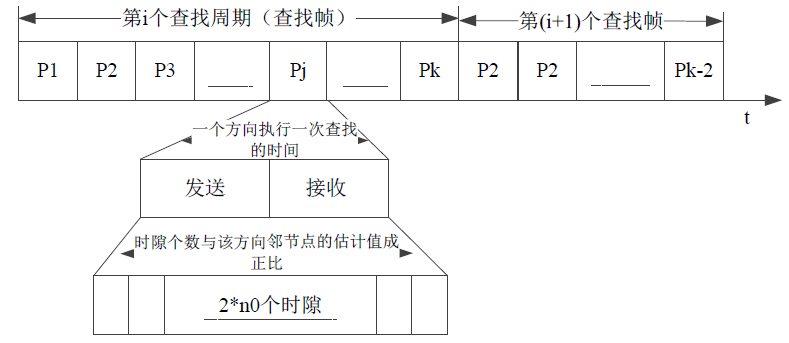 第i个查找周期（查找帧）
第(i+1)个查找帧
P1 P2 P3 Pj Pk P2 P2 Pk-2
t
一个方向执行一次查找
的时间
发送 接收
时隙个数与该方向邻节点的估计值成
正比
2*n0个时隙